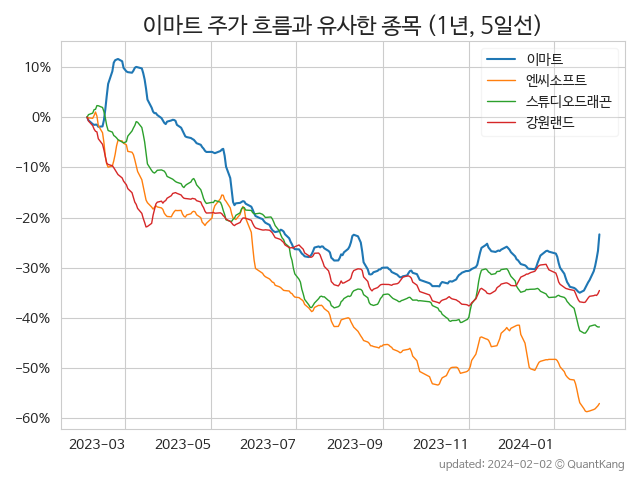 이마트 주가 흐름과 유사한 종목 (1년, 5일선)
이마트
엔씨소프트
스튜디오드래곤
강원랜드
10%
0%
−10%
−20%
−30%
−40%
−50%
−60%
2023−03
2023−05
2023−07
2023−09
2023−11
2024−01
updated: 2024-02-02 © QuantKang